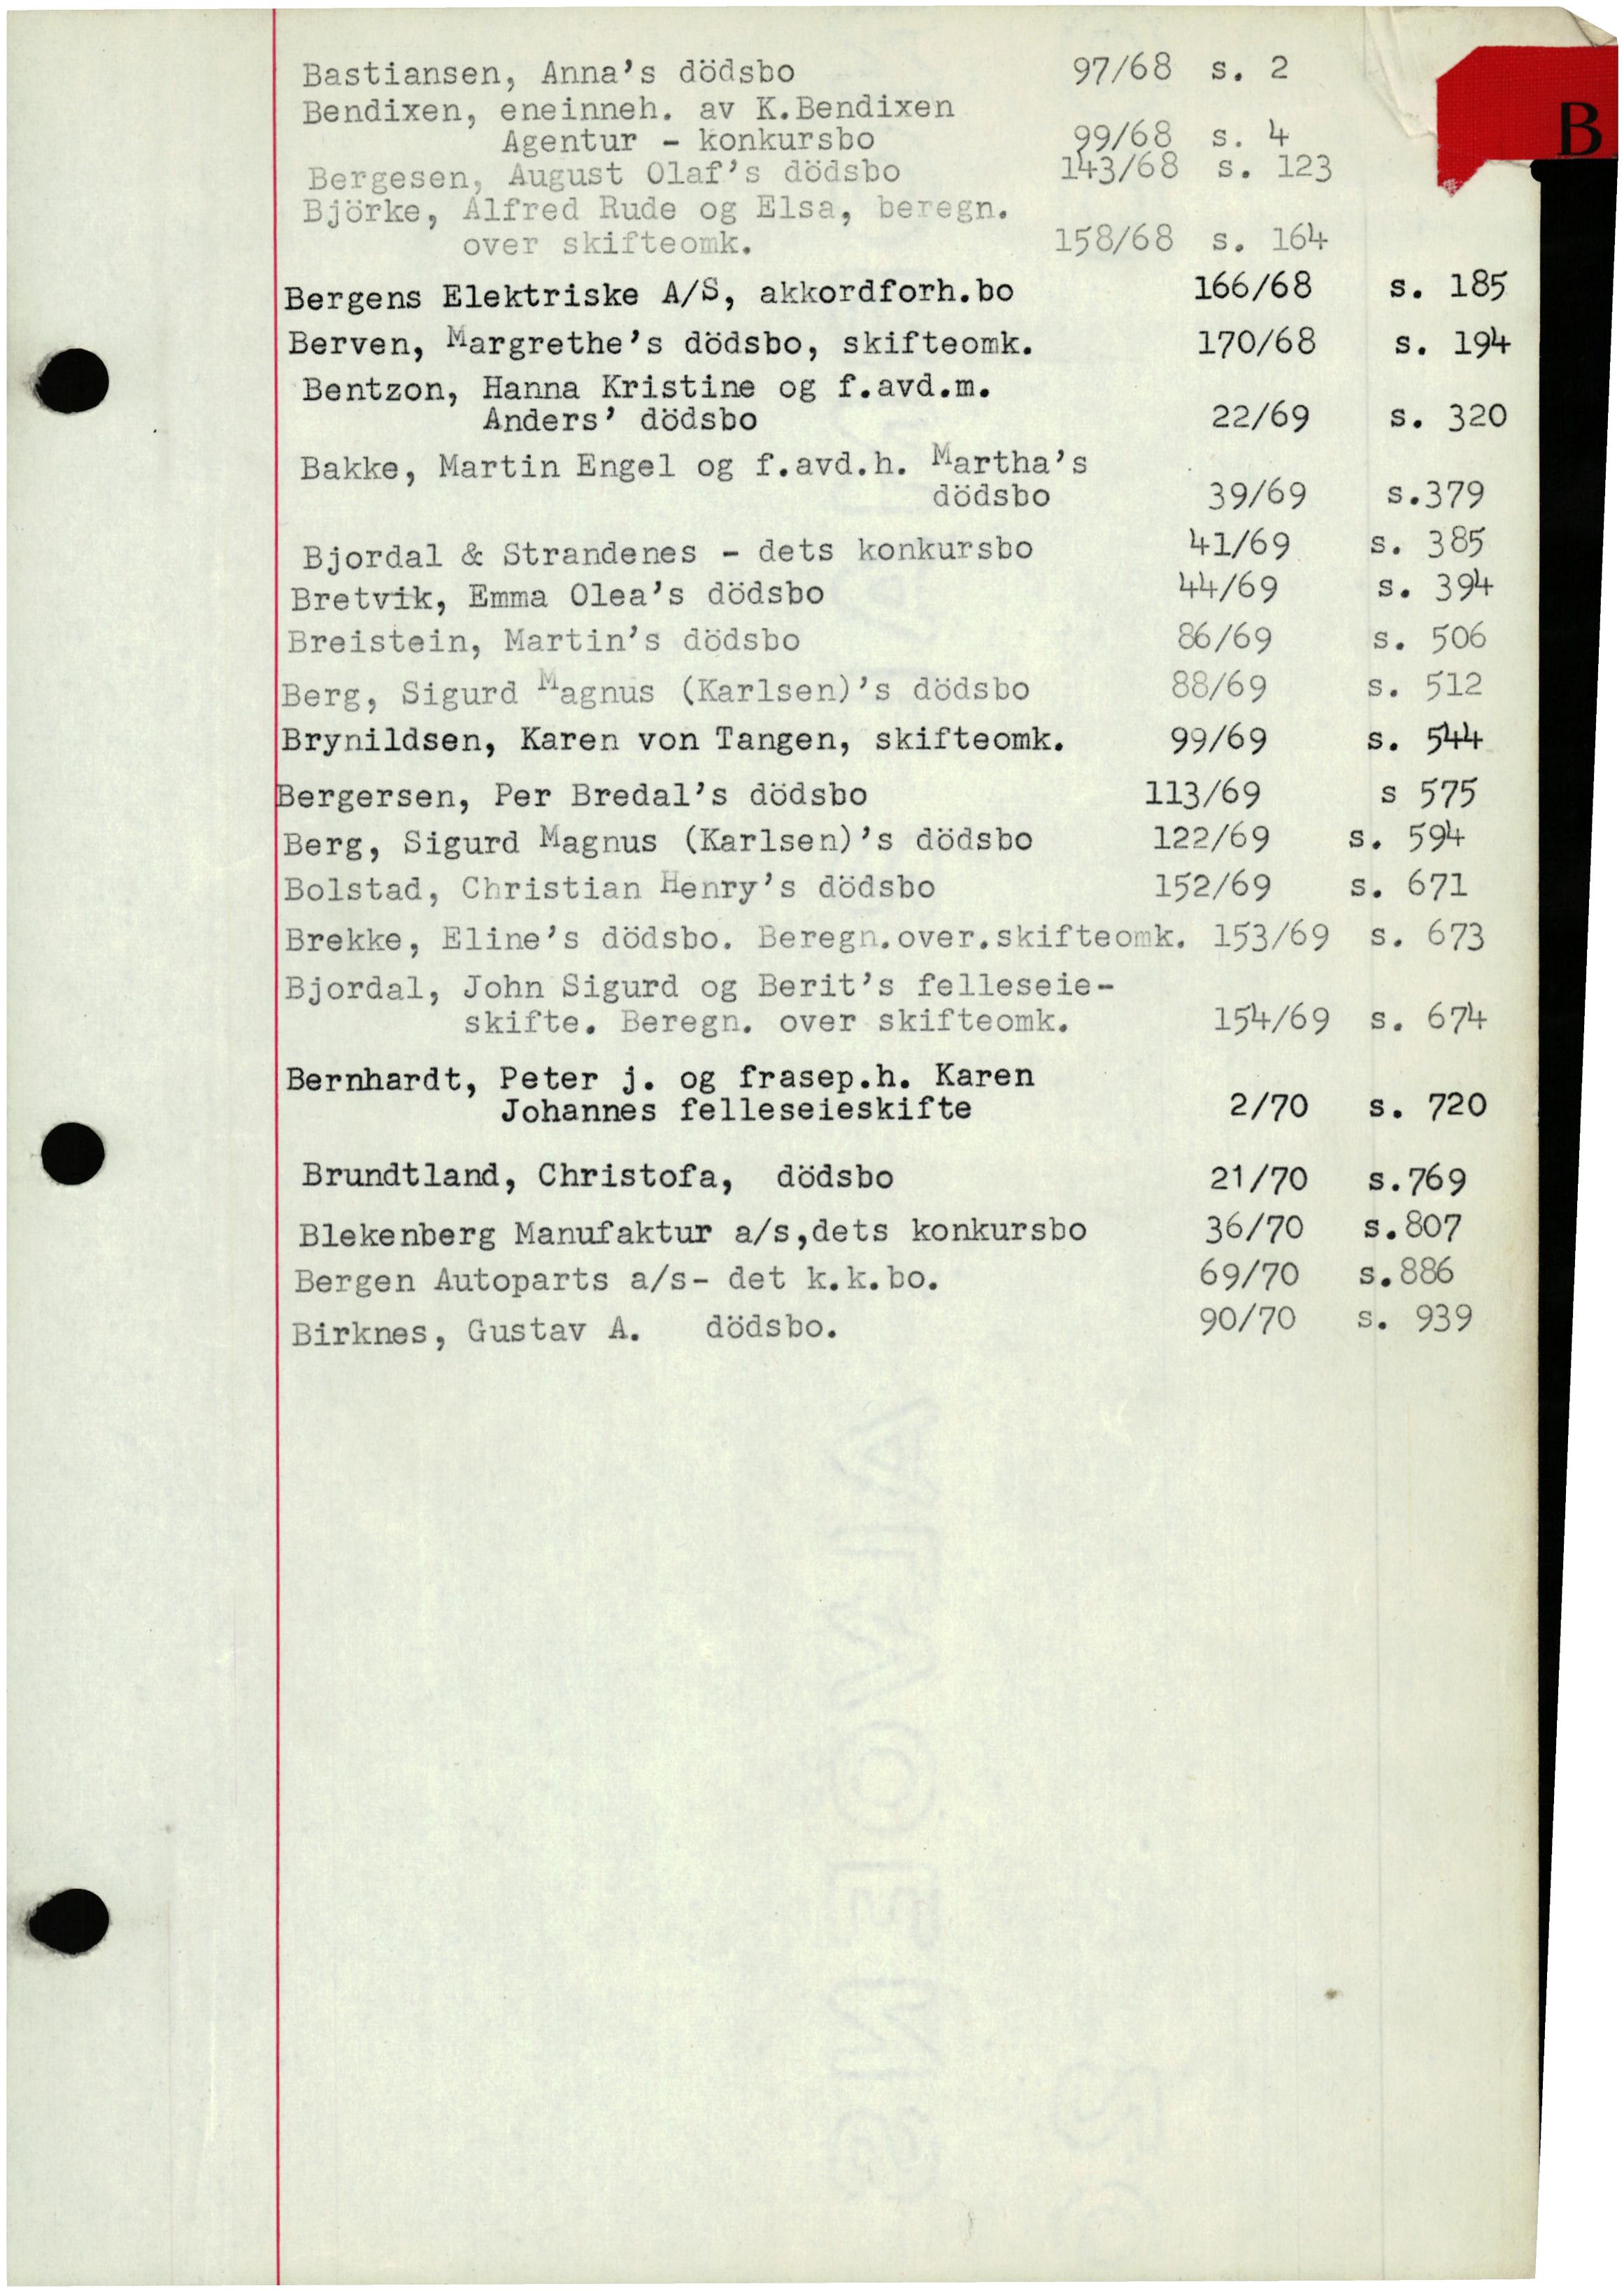 B
Bastiansen, Anna's dödsbo 97/68 s. 2
Bendixen, eneinneh. av K.Bendixen
Agentur - konkursbo 99/68 s. 4
Bergesen, August Olaf's dödsbo 143/68 s. 123
Björke, Alfred Rude og Elsa, beregn.
over skifteomk. 158/68 s. 164
Bergens Elektriske A/S, akkordforh.bo 166/68 s. 185
Berven, Margrethe's dödsbo, skifteomk. 170/68 s. 194
Bentzon, Hanna Kristine og f.avd.m.
Anders' dödsbo 22/69 s. 320
Bakke, Martin Engel og f.avd.h. Martha's
dödsbo 39/69 s.379
Bjordal & Strandenes - dets konkursbo 41/69 s. 385
Bretvik, Emma Olea's dödsbo 44/69 s. 394
Breistein, Martin's dödsbo 86/69 s. 506
Berg, Sigurd Magnus (Karlsen)'s dödsbo 88/69 s. 512
Brynildsen, Karen von Tangen, skifteomk. 99/69 s. 544
Bergersen, Per Bredal's dödsbo 113/69 s 575
Berg, Sigurd Magnus (Karlsen)'s dödsbo 122/69 s. 594
Bolstad, Christian Henry's dödsbo 152/69 s. 671
Brekke, Eline's dödsbo. Beregn.over.skifteomk. 153/69 s. 673
Bjordal, John Sigurd og Berit's felleseie-
skifte. Beregn. over skifteomk. 154/69 s. 674
Bernhardt, Peter j. og frasep.h. Karen
Johannes felleseieskifte 2/70 s. 720
Brundtland, Christofa, dödsbo 21/70 s.769
Blekenberg Manufaktur a/s,dets konkursbo 36/70 s.807
Bergen Autoparts a/s- det k.k.bo. 69/70 s.886
Birknes, Gustav A. dödsbo. 90/70 s. 939